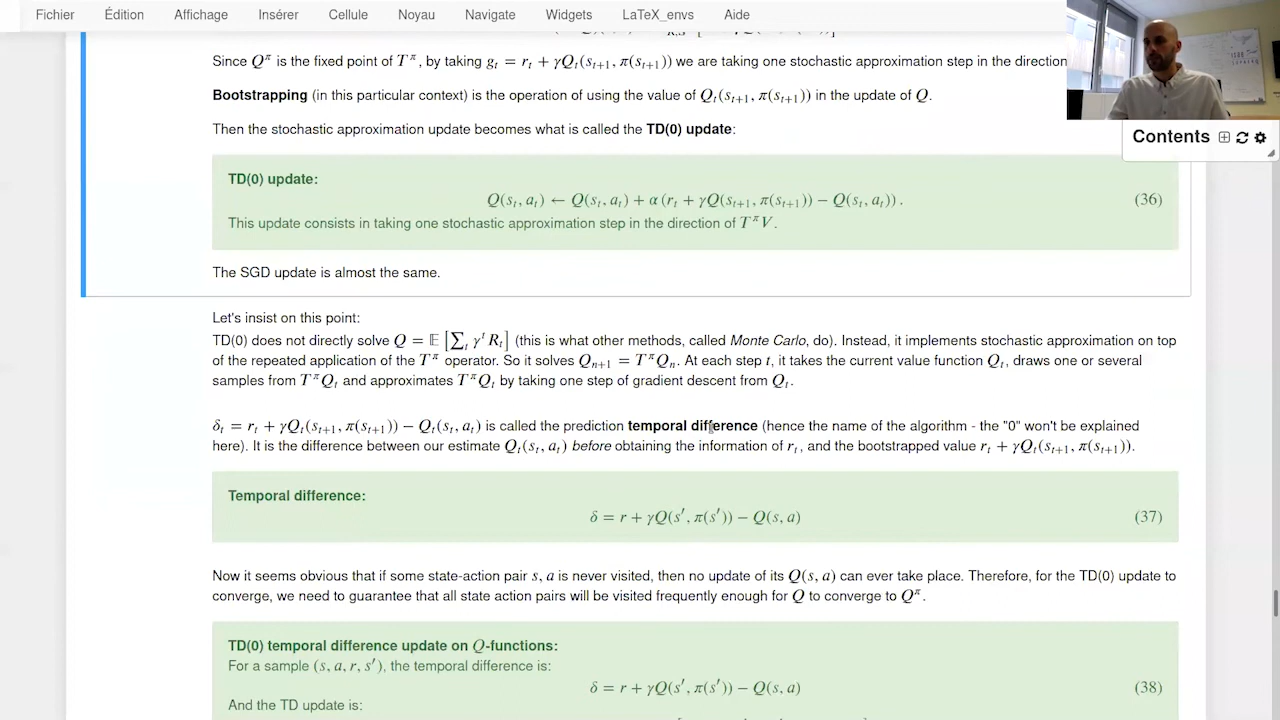 Fichier Édition Affichage Insérer Cellule Noyau Navigate Widgets LaTeX_envs Aide
Since Q^π is the fixed point of T^π, by taking g_t = r_t + γQ_t(s_{t+1}, π(s_{t+1})) we are taking one stochastic approximation step in the direction
Bootstrapping (in this particular context) is the operation of using the value of Q_t(s_{t+1}, π(s_{t+1})) in the update of Q.
Then the stochastic approximation update becomes what is called the TD(0) update:
Contents
TD(0) update:
Q(s_t, a_t) ← Q(s_t, a_t) + α (r_t + γQ(s_{t+1}, π(s_{t+1})) − Q(s_t, a_t)) . (36)
This update consists in taking one stochastic approximation step in the direction of T^π V.
The SGD update is almost the same.
Let's insist on this point:
TD(0) does not directly solve Q = 𝔼 [∑_t γ^t R_t] (this is what other methods, called Monte Carlo, do). Instead, it implements stochastic approximation on top
of the repeated application of the T^π operator. So it solves Q_{n+1} = T^π Q_n. At each step t, it takes the current value function Q_t, draws one or several
samples from T^π Q_t and approximates T^π Q_t by taking one step of gradient descent from Q_t.
δ_t = r_t + γQ_t(s_{t+1}, π(s_{t+1})) − Q_t(s_t, a_t) is called the prediction temporal difference (hence the name of the algorithm - the "0" won't be explained
here). It is the difference between our estimate Q_t(s_t, a_t) before obtaining the information of r_t, and the bootstrapped value r_t + γQ_t(s_{t+1}, π(s_{t+1})).
Temporal difference:
δ = r + γQ(s′, π(s′)) − Q(s, a) (37)
Now it seems obvious that if some state-action pair s, a is never visited, then no update of its Q(s, a) can ever take place. Therefore, for the TD(0) update to
converge, we need to guarantee that all state action pairs will be visited frequently enough for Q to converge to Q^π.
TD(0) temporal difference update on Q-functions:
For a sample (s, a, r, s′), the temporal difference is:
δ = r + γQ(s′, π(s′)) − Q(s, a) (38)
And the TD update is: